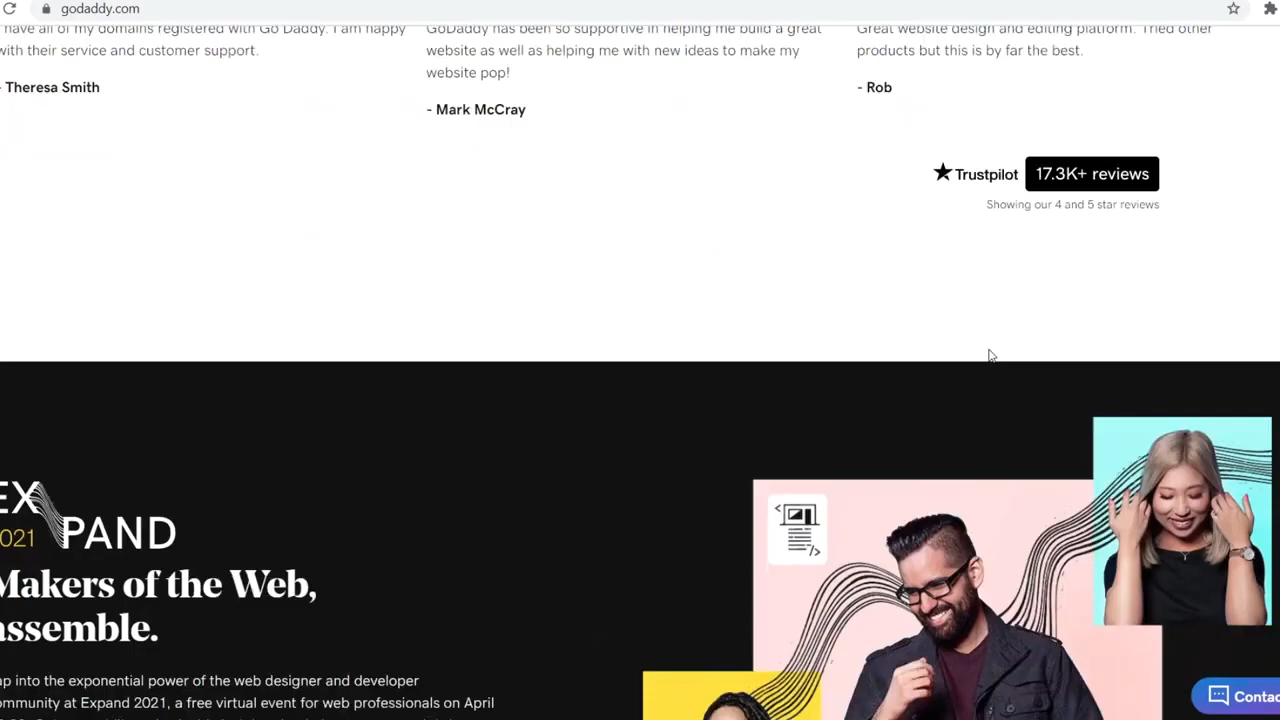 godaddy.com
have all of my domains registered with Go Daddy. I am happy
with their service and customer support.
- Theresa Smith
GoDaddy has been so supportive in helping me build a great
website as well as helping me with new ideas to make my
website pop!
- Mark McCray
Great website design and editing platform. Tried other
products but this is by far the best.
- Rob
Trustpilot 17.3K+ reviews
Showing our 4 and 5 star reviews
EX
2021 PAND
Makers of the Web,
assemble.
ap into the exponential power of the web designer and developer
ommunity at Expand 2021, a free virtual event for web professionals on April
Contac